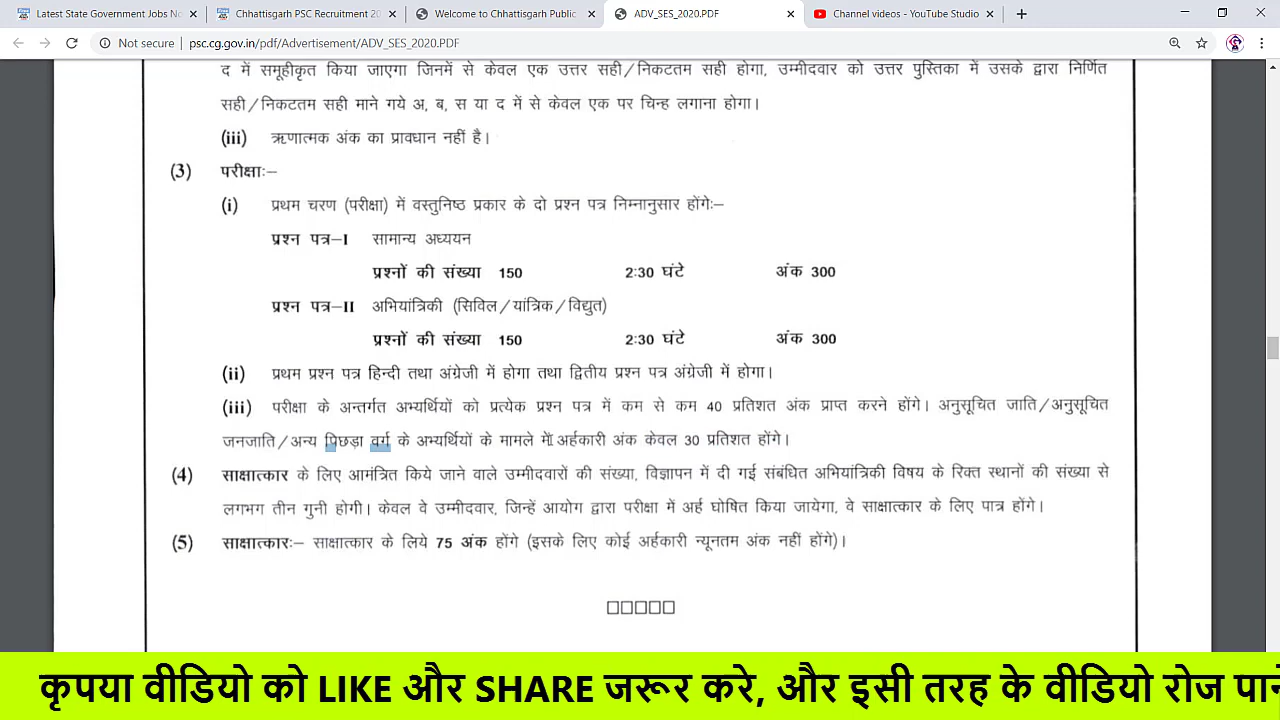 Latest State Government Jobs No
Chhattisgarh PSC Recruitment 20
Welcome to Chhattisgarh Public
ADV_SES_2020.PDF
Channel videos - YouTube Studio
Not secure | psc.cg.gov.in/pdf/Advertisement/ADV_SES_2020.PDF
द में समूहीकृत किया जाएगा जिनमें से केवल एक उत्तर सही/निकटतम सही होगा, उम्मीदवार को उत्तर पुस्तिका में उसके द्वारा निर्णित
सही/निकटतम सही माने गये अ, ब, स या द में से केवल एक पर चिन्ह लगाना होगा।
(iii) ऋणात्मक अंक का प्रावधान नहीं है।
(3) परीक्षाः–
(i) प्रथम चरण (परीक्षा) में वस्तुनिष्ठ प्रकार के दो प्रश्न पत्र निम्नानुसार होंगेः–
प्रश्न पत्र–I सामान्य अध्ययन
प्रश्नों की संख्या 150 2:30 घंटे अंक 300
प्रश्न पत्र–II अभियांत्रिकी (सिविल/यांत्रिक/विद्युत)
प्रश्नों की संख्या 150 2:30 घंटे अंक 300
(ii) प्रथम प्रश्न पत्र हिन्दी तथा अंग्रेजी में होगा तथा द्वितीय प्रश्न पत्र अंग्रेजी में होगा।
(iii) परीक्षा के अन्तर्गत अभ्यर्थियों को प्रत्येक प्रश्न पत्र में कम से कम 40 प्रतिशत अंक प्राप्त करने होंगे। अनुसूचित जाति/अनुसूचित
जनजाति/अन्य पिछड़ा वर्ग के अभ्यर्थियों के मामले में अर्हकारी अंक केवल 30 प्रतिशत होंगे।
(4) साक्षात्कार के लिए आमंत्रित किये जाने वाले उम्मीदवारों की संख्या, विज्ञापन में दी गई संबंधित अभियांत्रिकी विषय के रिक्त स्थानों की संख्या से
लगभग तीन गुनी होगी। केवल वे उम्मीदवार, जिन्हें आयोग द्वारा परीक्षा में अर्ह घोषित किया जायेगा, वे साक्षात्कार के लिए पात्र होंगे।
(5) साक्षात्कारः– साक्षात्कार के लिये 75 अंक होंगे (इसके लिए कोई अर्हकारी न्यूनतम अंक नहीं होंगे)।
कृपया वीडियो को LIKE और SHARE जरूर करे, और इसी तरह के वीडियो रोज पाने